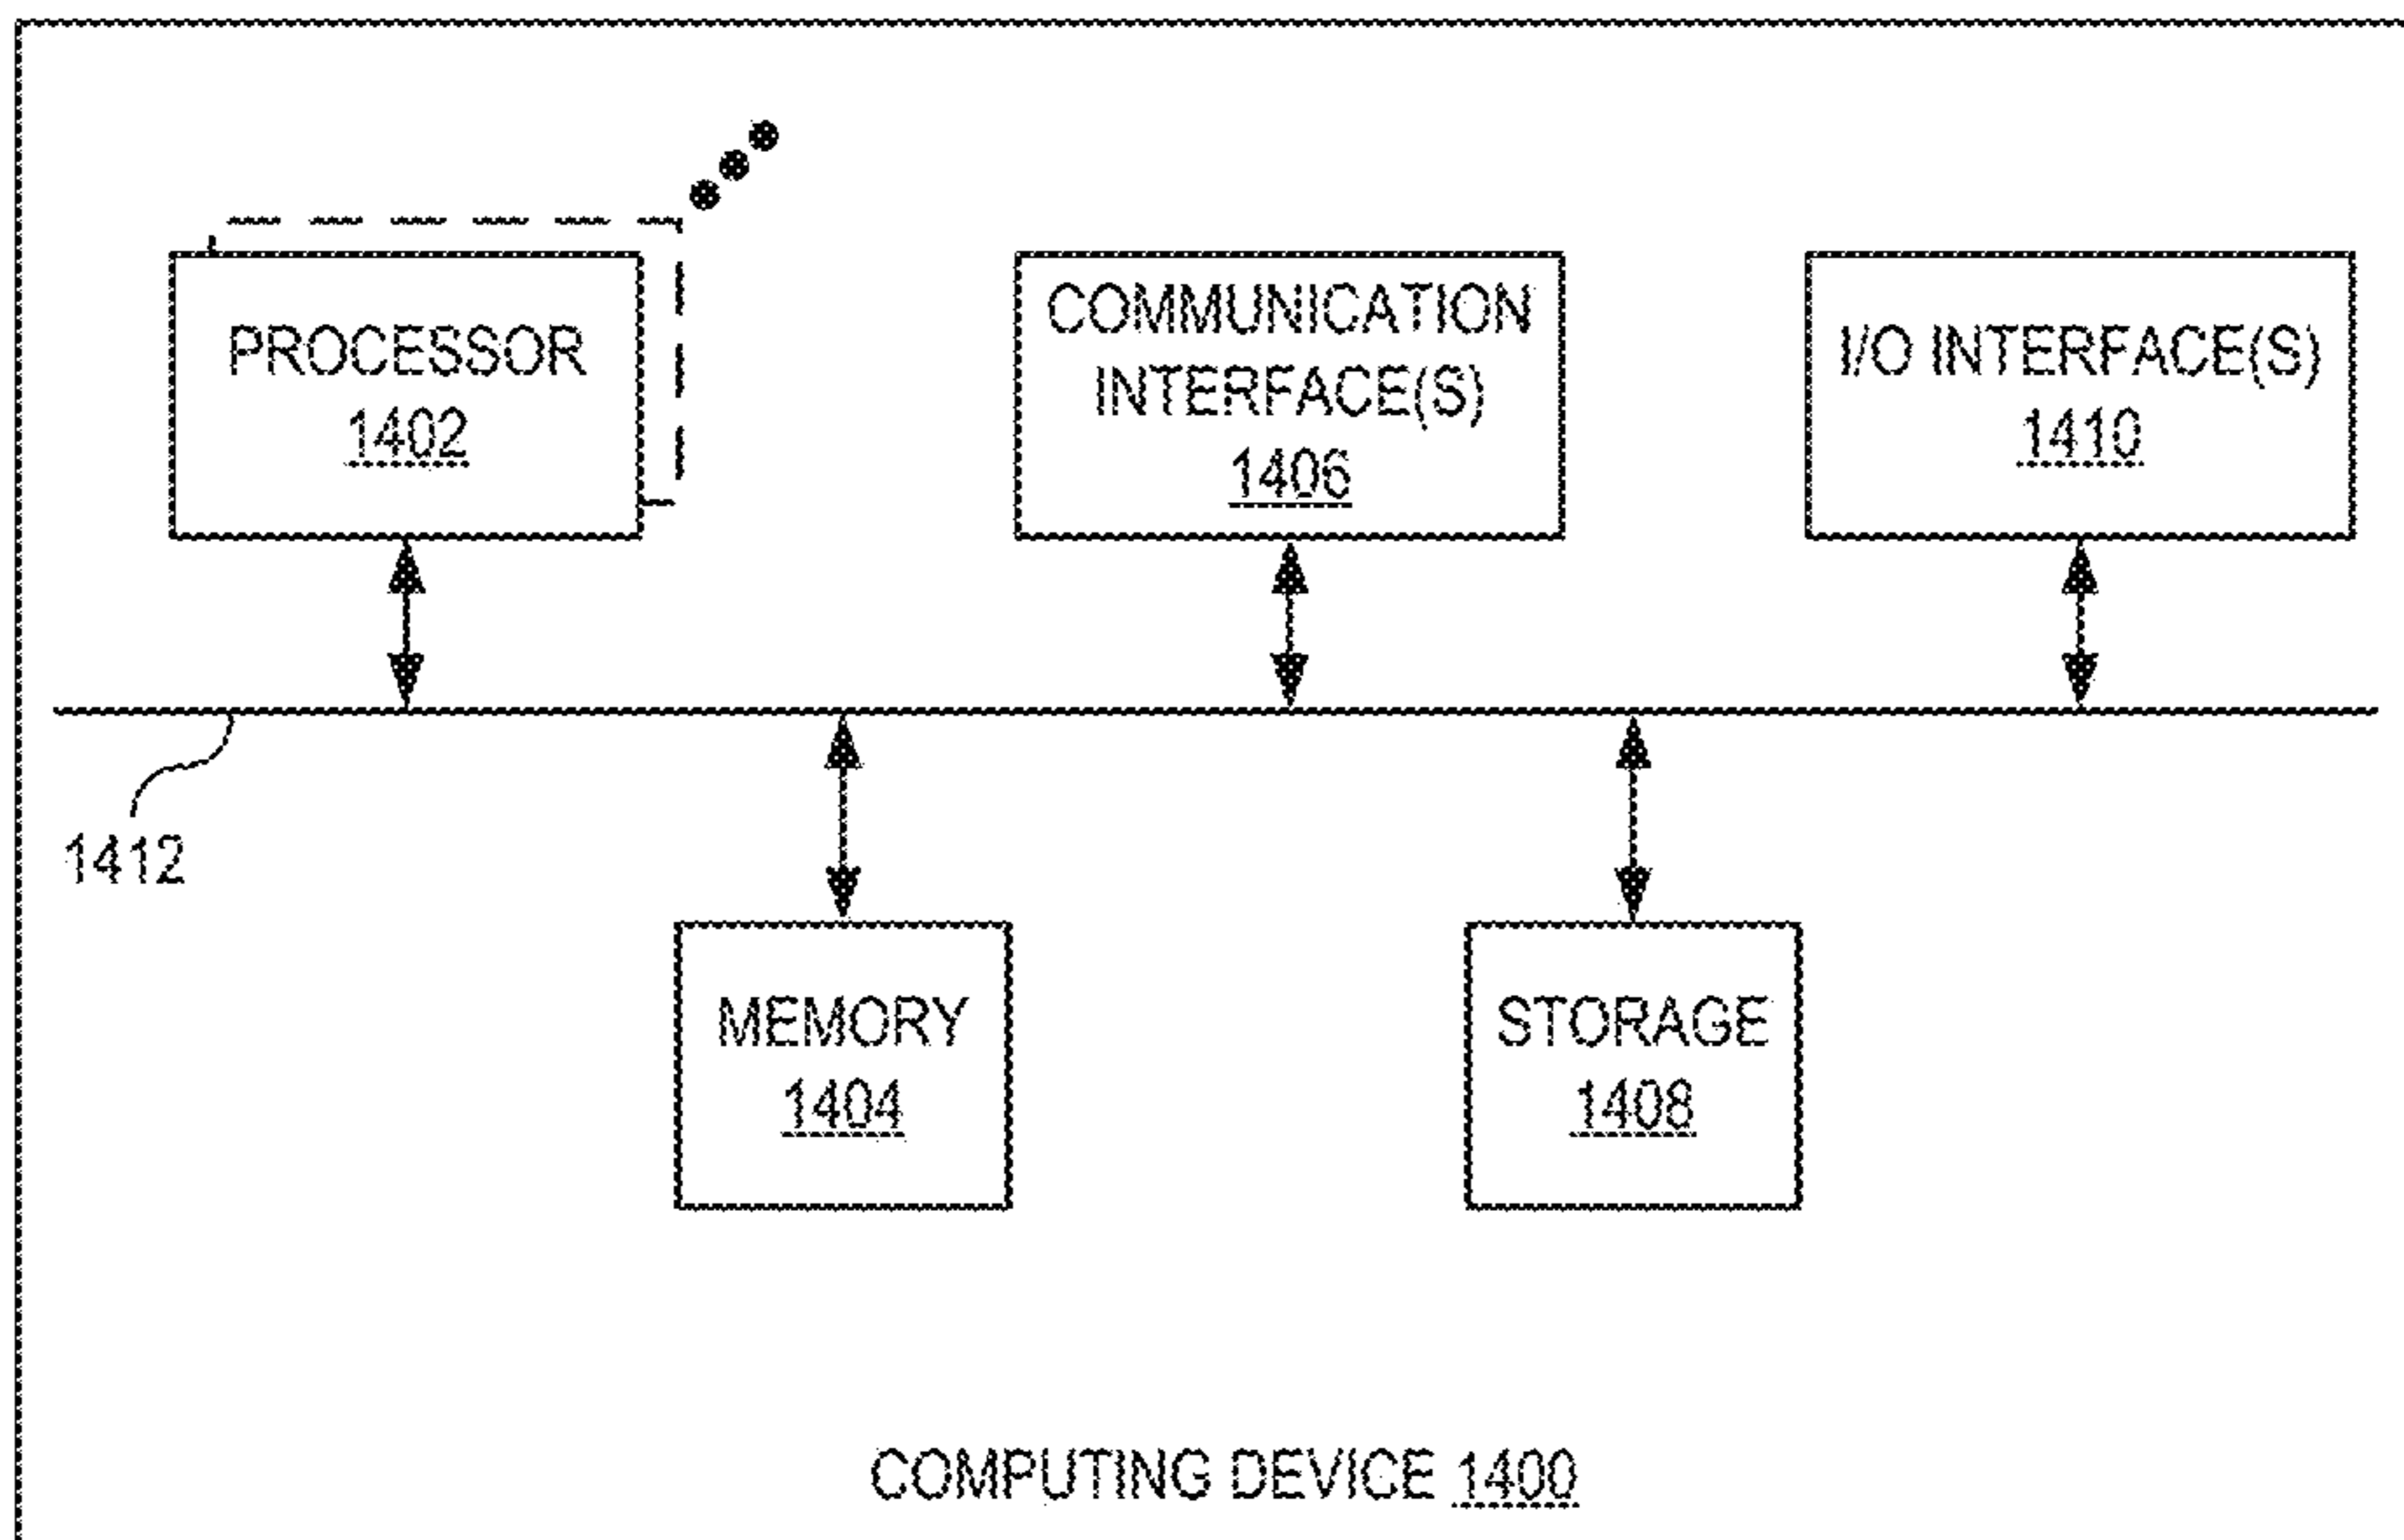 PROCESSOR
1402
COMMUNICATION
INTERFACE(S)
1406
I/O INTERFACE(S)
1410
1412
MEMORY
1404
STORAGE
1408
COMPUTING DEVICE 1400